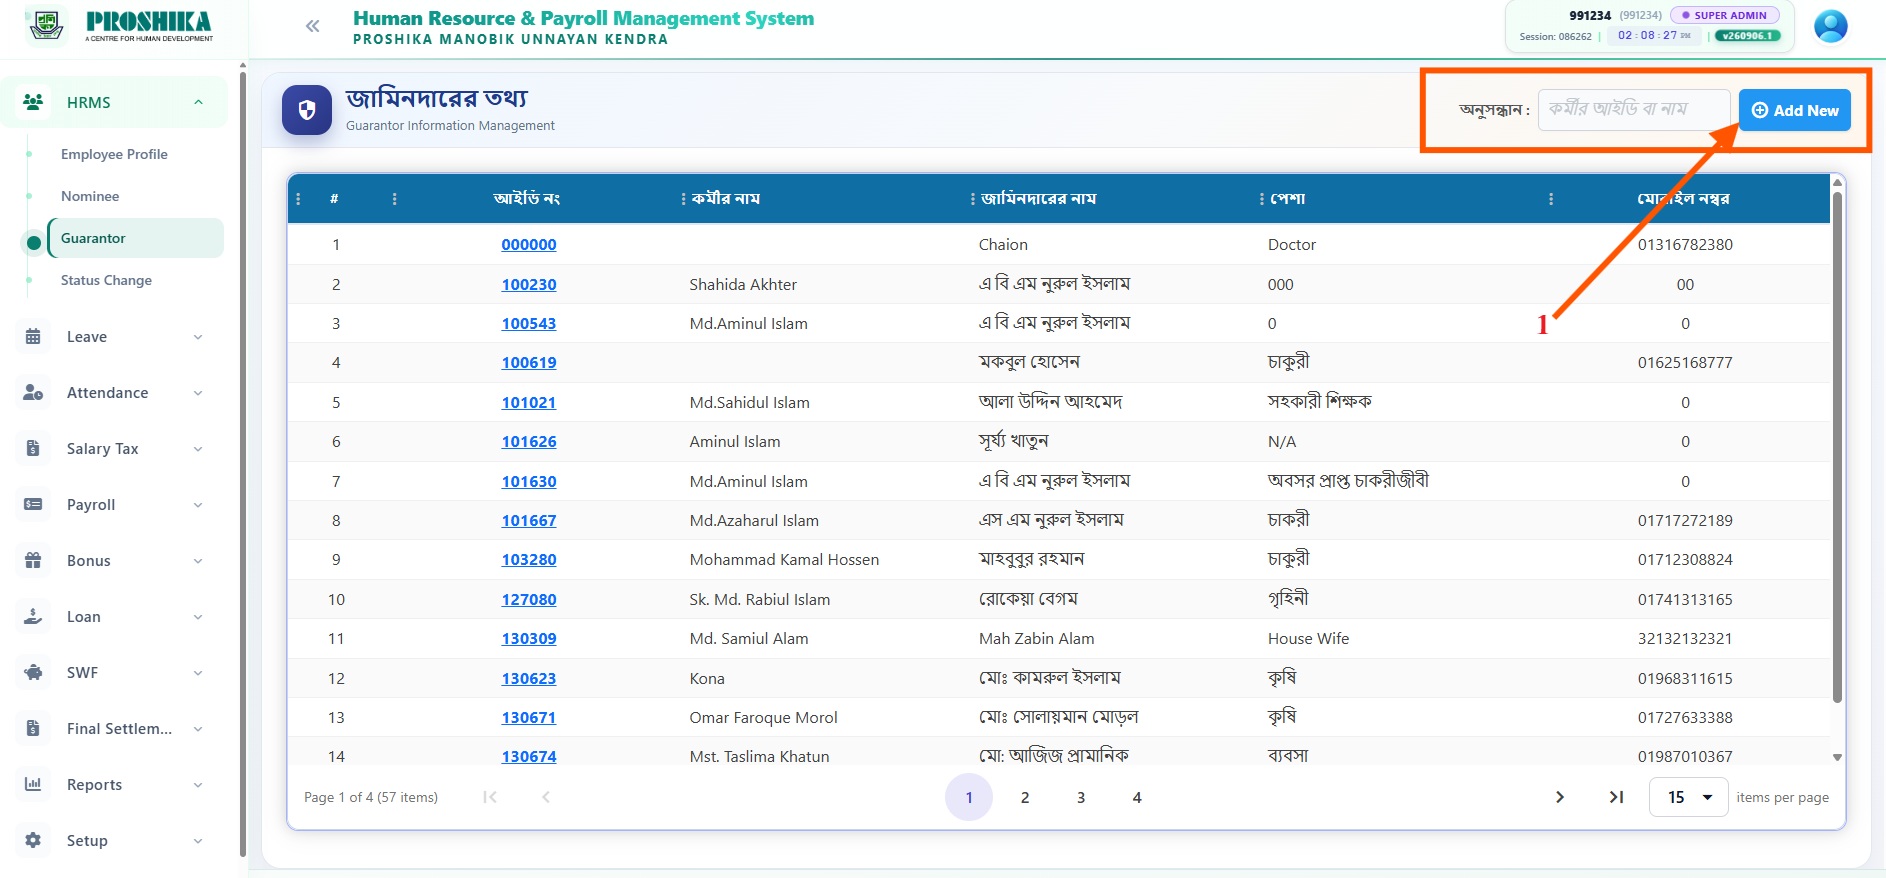 PROSHIKA
A CENTRE FOR HUMAN DEVELOPMENT
Human Resource & Payroll Management System
PROSHIKA MANOBIK UNNAYAN KENDRA
991234 (991234) SUPER ADMIN
Session: 086262 | 02:08:27 PM | v260906.1
HRMS
Employee Profile
Nominee
Guarantor
Status Change
Leave
Attendance
Salary Tax
Payroll
Bonus
Loan
SWF
Final Settlem...
Reports
Setup
জামিনদারের তথ্য
Guarantor Information Management
অনুসন্ধান : কর্মীর আইডি বা নাম Add New
1
# আইডি নং কর্মীর নাম জামিনদারের নাম পেশা মোবাইল নম্বর
1 000000 Chaion Doctor 01316782380
2 100230 Shahida Akhter এ বি এম নুরুল ইসলাম 000 00
3 100543 Md.Aminul Islam এ বি এম নুরুল ইসলাম 0 0
4 100619 মকবুল হোসেন চাকুরী 01625168777
5 101021 Md.Sahidul Islam আলা উদ্দিন আহমেদ সহকারী শিক্ষক 0
6 101626 Aminul Islam সূর্য্য খাতুন N/A 0
7 101630 Md.Aminul Islam এ বি এম নুরুল ইসলাম অবসর প্রাপ্ত চাকরীজীবী 0
8 101667 Md.Azaharul Islam এস এম নুরুল ইসলাম চাকরী 01717272189
9 103280 Mohammad Kamal Hossen মাহবুবুর রহমান চাকুরী 01712308824
10 127080 Sk. Md. Rabiul Islam রোকেয়া বেগম গৃহিনী 01741313165
11 130309 Md. Samiul Alam Mah Zabin Alam House Wife 32132132321
12 130623 Kona মোঃ কামরুল ইসলাম কৃষি 01968311615
13 130671 Omar Faroque Morol মোঃ সোলায়মান মোড়ল কৃষি 01727633388
14 130674 Mst. Taslima Khatun মো: আজিজ প্রামানিক ব্যবসা 01987010367
Page 1 of 4 (57 items) 1 2 3 4 15 items per page